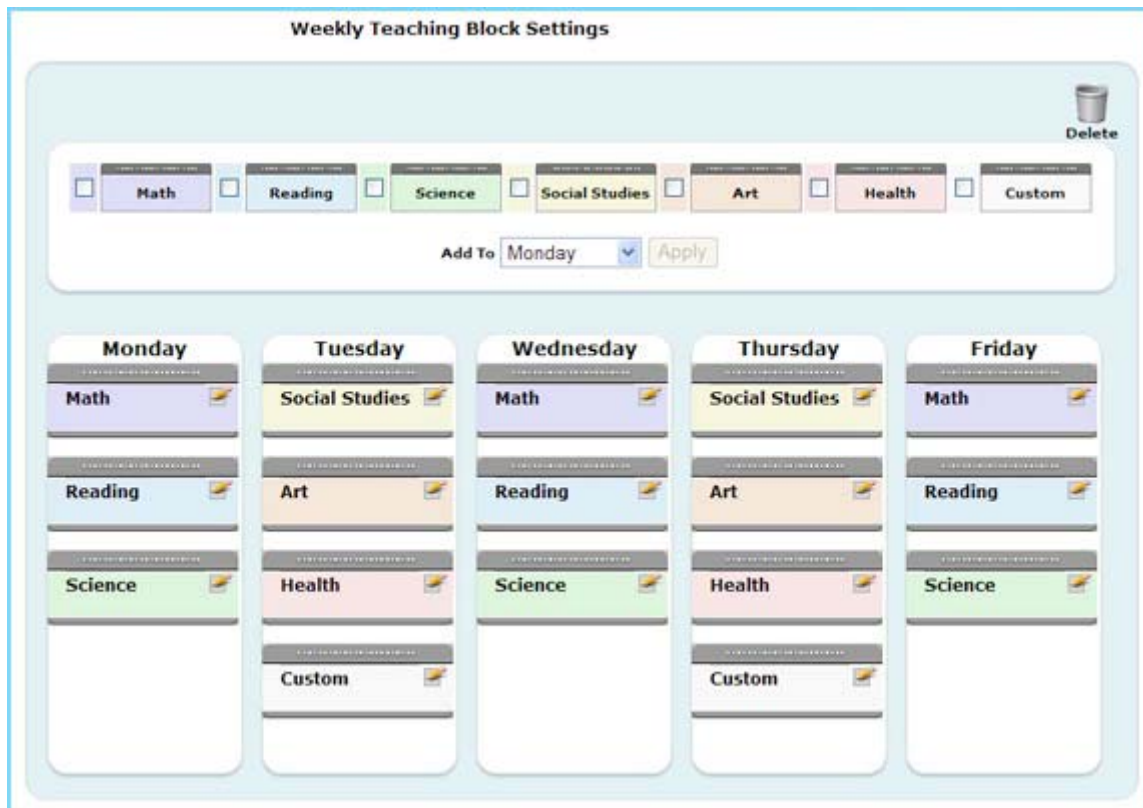 Weekly Teaching Block Settings
Delete
Math Reading Science Social Studies Art Health Custom
Add To Monday Apply
Monday Tuesday Wednesday Thursday Friday
Math Social Studies Math Social Studies Math
Reading Art Reading Art Reading
Science Health Science Health Science
Custom Custom